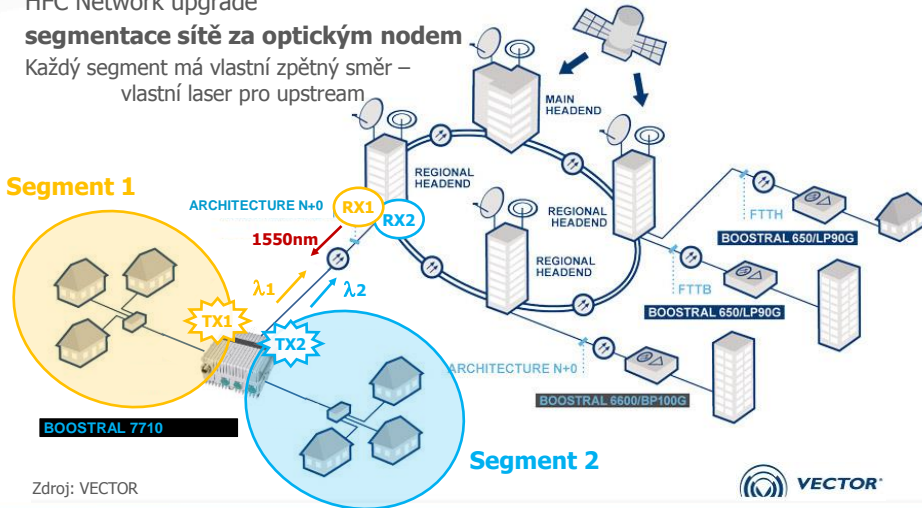 HFC Network upgrade
segmentace sítě za optickým nodem
Každý segment má vlastní zpětný směr –
vlastní laser pro upstream
MAIN
HEADEND
REGIONAL
HEADEND
Segment 1
ARCHITECTURE N+0
RX1
RX2
REGIONAL
HEADEND
FTTH
1550nm
BOOSTRAL 650/LP90G
REGIONAL
HEADEND
FTTB
λ1
λ2
BOOSTRAL 650/LP90G
TX1
TX2
ARCHITECTURE N+0
BOOSTRAL 6600/BP100G
BOOSTRAL 7710
Segment 2
Zdroj: VECTOR
VECTOR